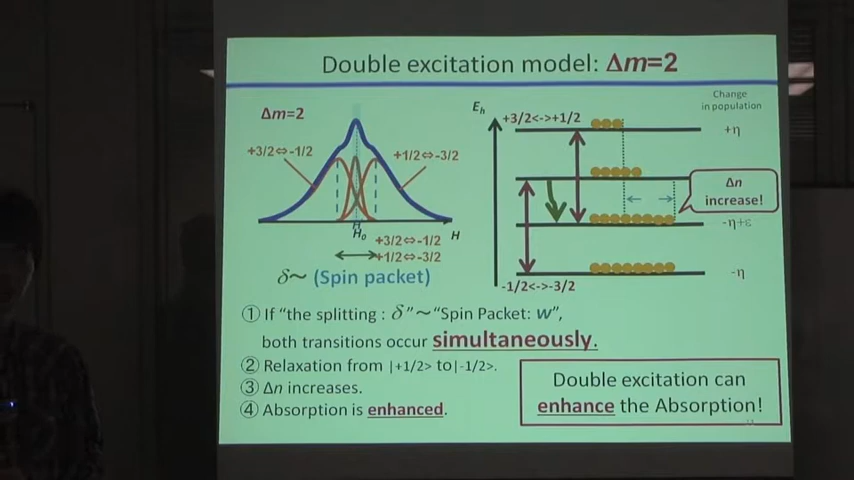 Double excitation model: Δm=2
Δm=2
+3/2⇔-1/2
+1/2⇔-3/2
H₀
H
+3/2⇔-1/2
+1/2⇔-3/2
δ~ (Spin packet)
Eₕ
+3/2<->+1/2
-1/2<->-3/2
Change
in population
+η
Δn
increase!
-η+ε
-η
① If "the splitting : δ"~"Spin Packet: w",
both transitions occur simultaneously.
② Relaxation from |+1/2> to|-1/2>.
③ Δn increases.
④ Absorption is enhanced.
Double excitation can
enhance the Absorption!